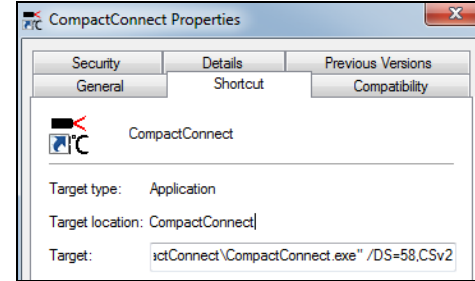 CompactConnect Properties
Security Details Previous Versions
General Shortcut Compatibility
°C CompactConnect
Target type: Application
Target location: CompactConnect
Target: actConnect\CompactConnect.exe" /DS=58,CSv2